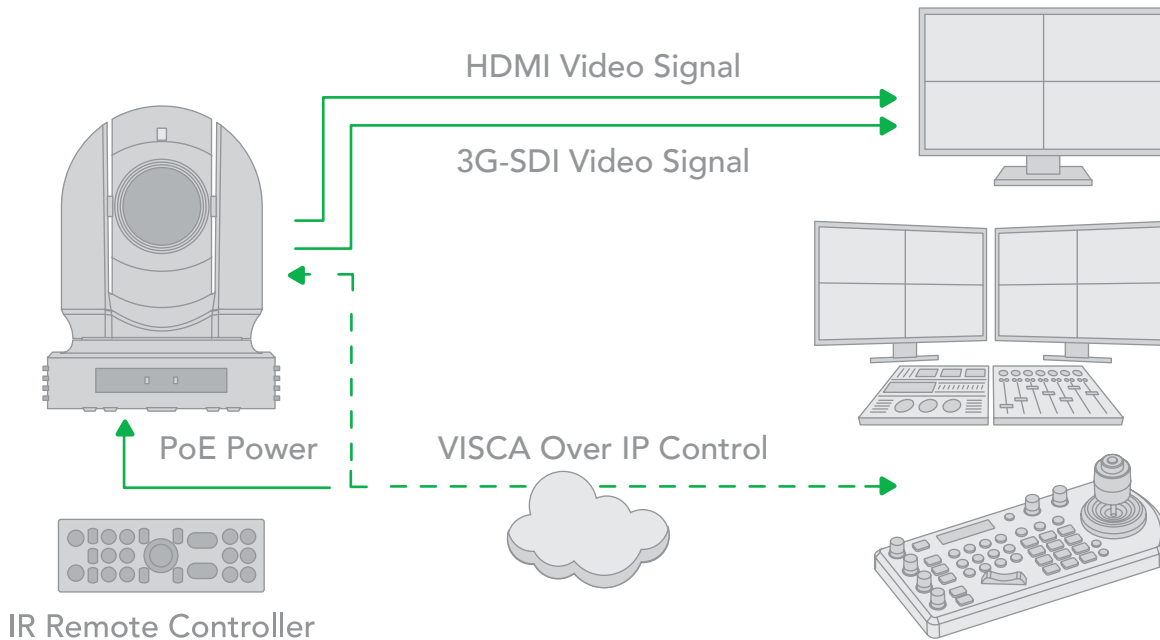 HDMI Video Signal
3G-SDI Video Signal
PoE Power
VISCA Over IP Control
IR Remote Controller